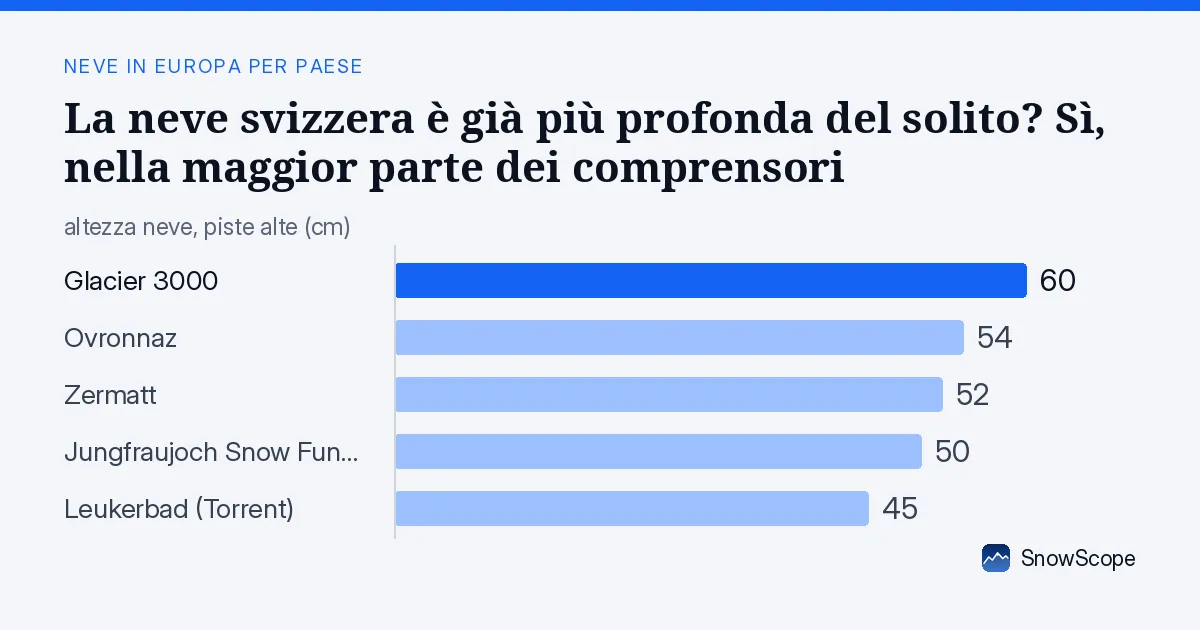 NEVE IN EUROPA PER PAESE
La neve svizzera è già più profonda del solito? Sì,
nella maggior parte dei comprensori
altezza neve, piste alte (cm)
Glacier 3000 60
Ovronnaz 54
Zermatt 52
Jungfraujoch Snow Fun... 50
Leukerbad (Torrent) 45
SnowScope